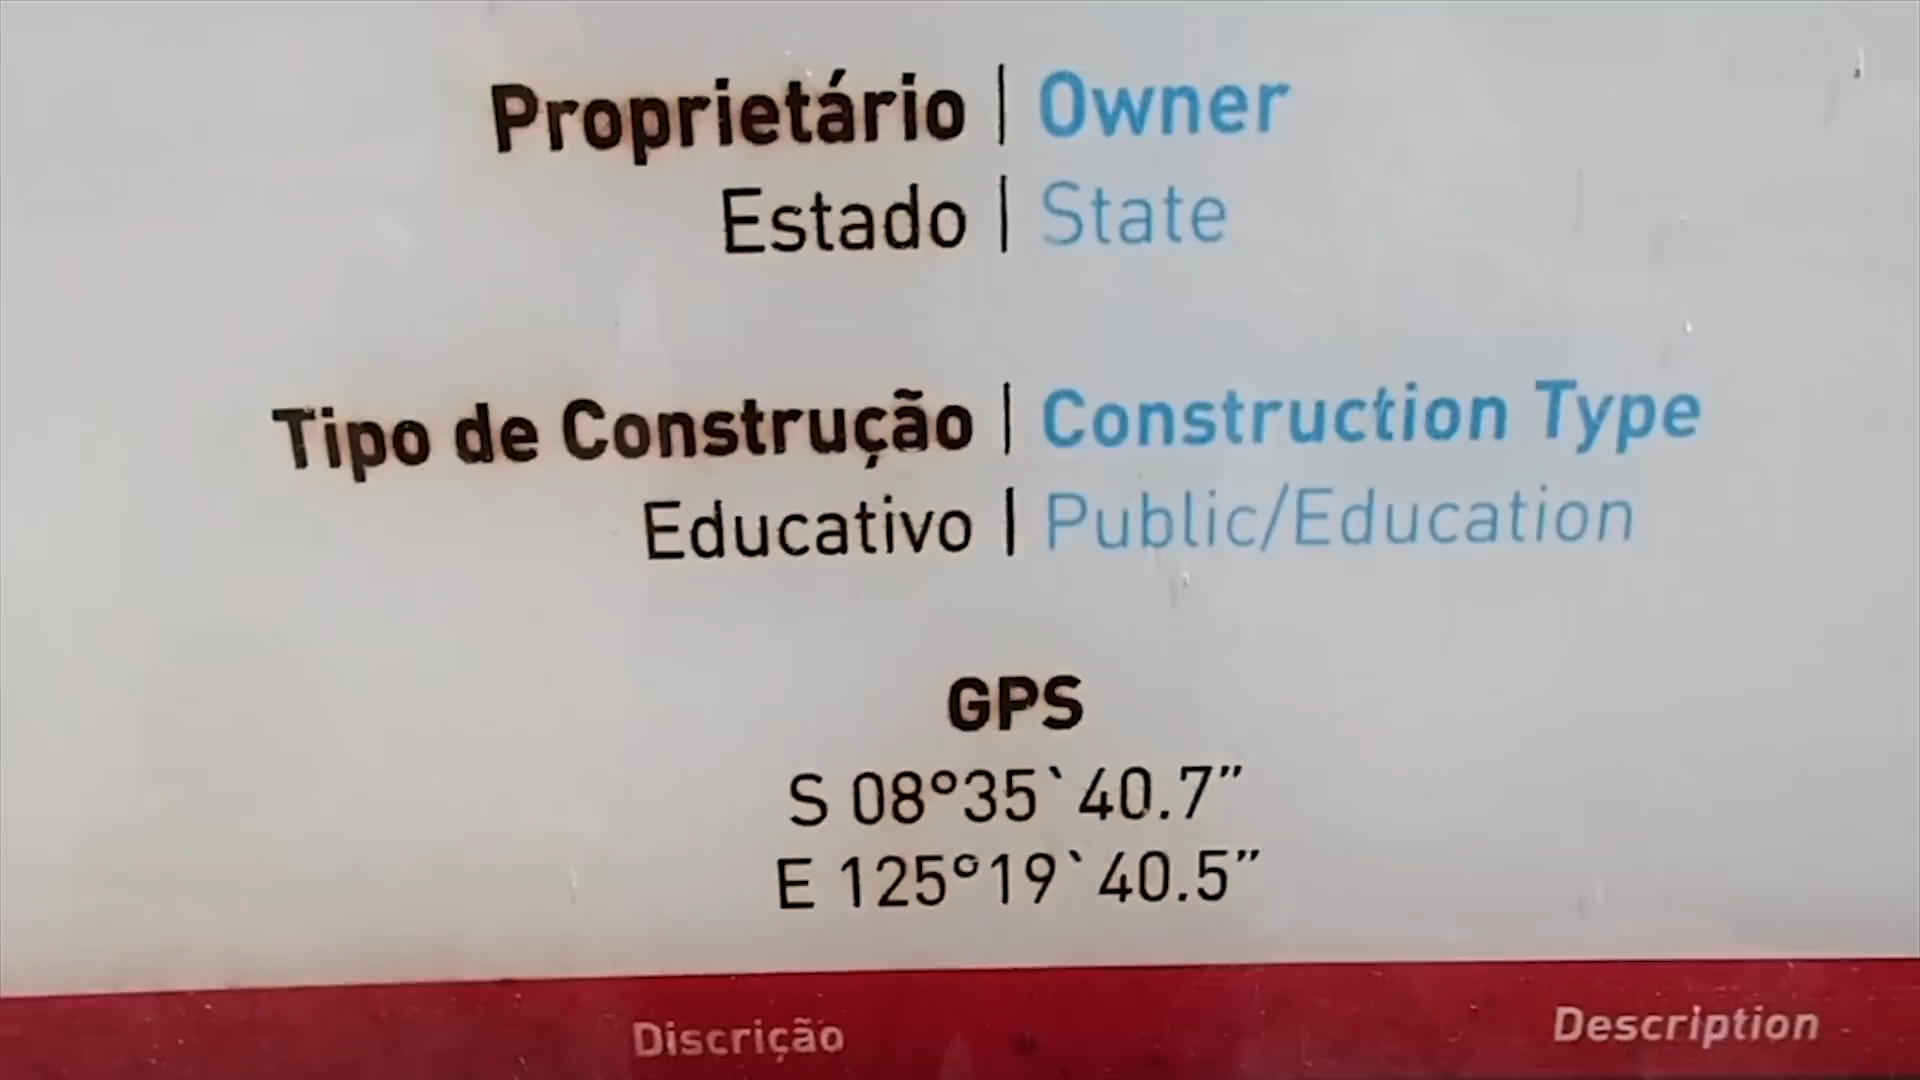 Proprietário | Owner
Estado | State
Tipo de Construção | Construction Type
Educativo | Public/Education
GPS
S 08°35`40.7”
E 125°19`40.5”
Discrição Description